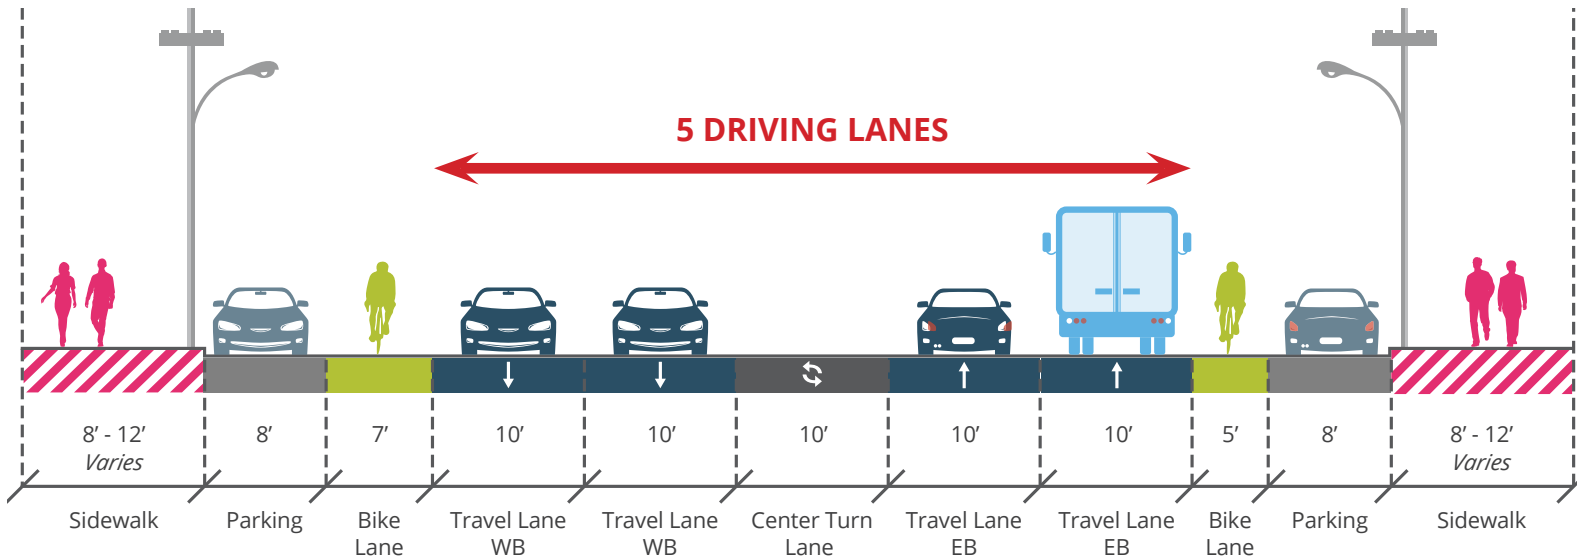 5 DRIVING LANES
8’ - 12’
Varies
8’
7’
10’
10’
10’
10’
10’
5’
8’
8’ - 12’
Varies
Sidewalk
Parking
Bike
Lane
Travel Lane
WB
Travel Lane
WB
Center Turn
Lane
Travel Lane
EB
Travel Lane
EB
Bike
Lane
Parking
Sidewalk